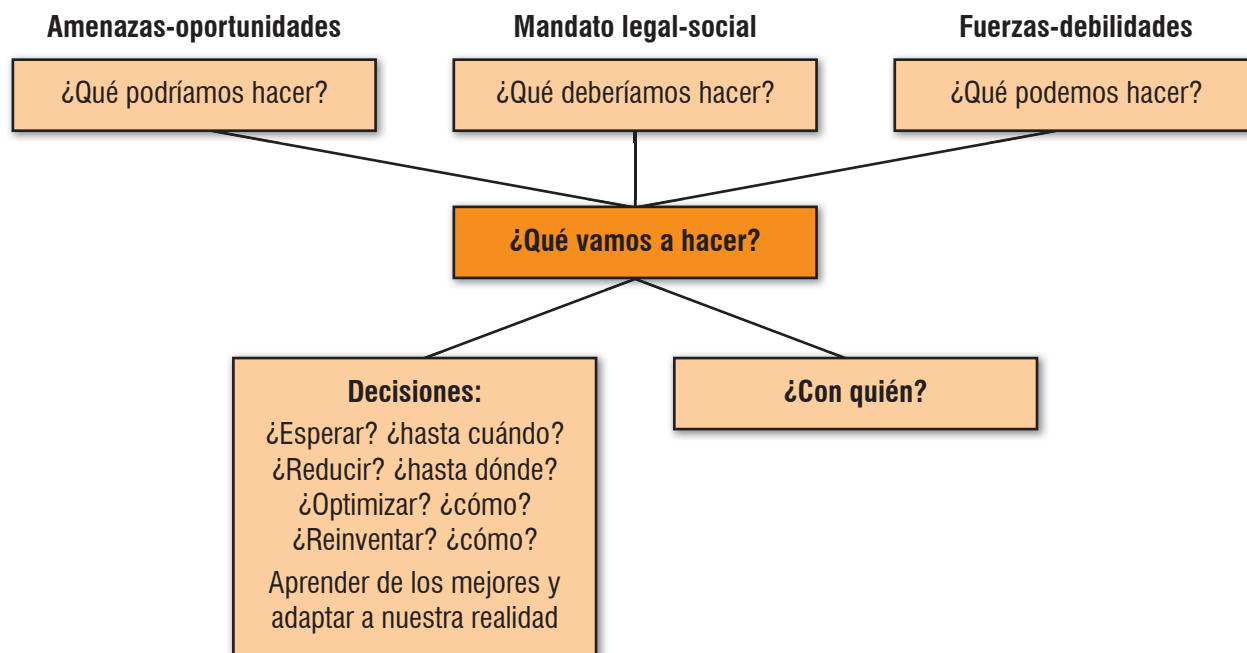 Amenazas-oportunidades
Mandato legal-social
Fuerzas-debilidades
¿Qué podríamos hacer?
¿Qué deberíamos hacer?
¿Qué podemos hacer?
¿Qué vamos a hacer?
Decisiones:
¿Esperar? ¿hasta cuándo?
¿Reducir? ¿hasta dónde?
¿Optimizar? ¿cómo?
¿Reinventar? ¿cómo?
Aprender de los mejores y
adaptar a nuestra realidad
¿Con quién?